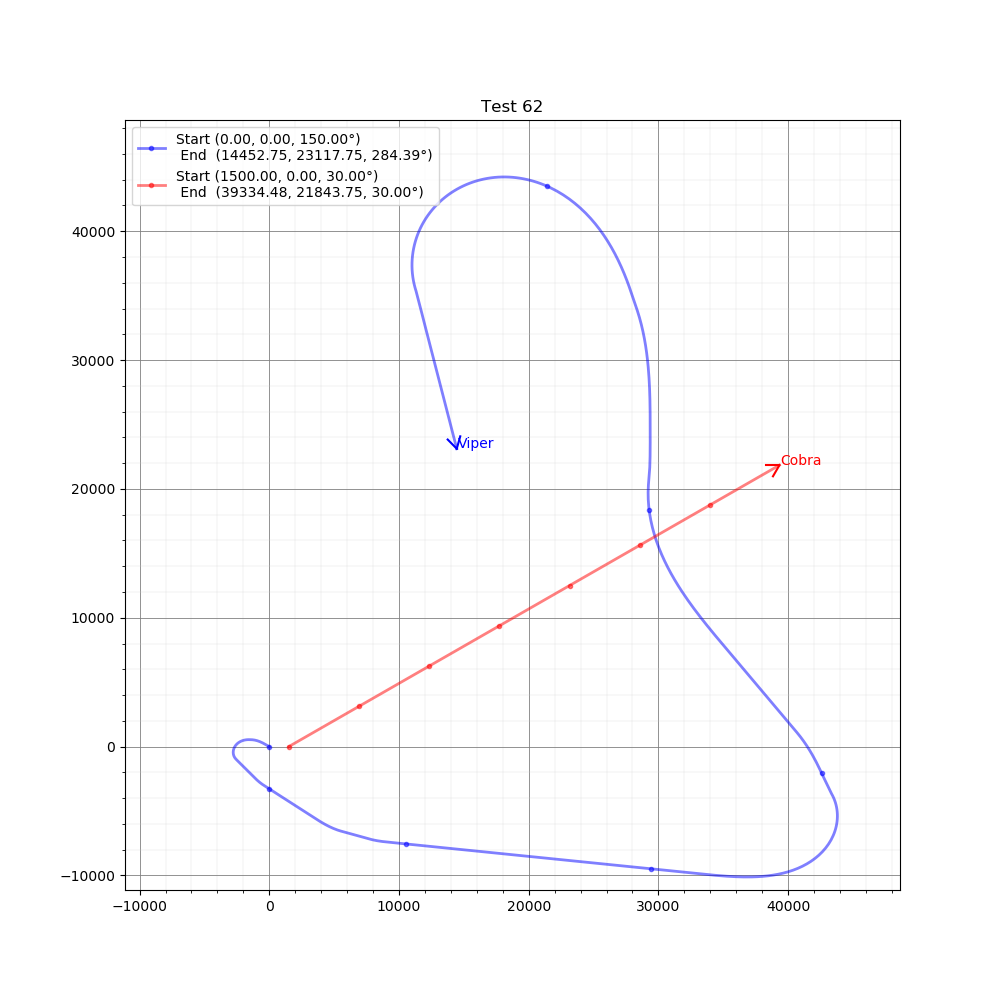 Test 62
Start (0.00, 0.00, 150.00°)
End  (14452.75, 23117.75, 284.39°)
Start (1500.00, 0.00, 30.00°)
End  (39334.48, 21843.75, 30.00°)
40000
30000
20000
10000
0
−10000
Viper
Cobra
−10000
0
10000
20000
30000
40000